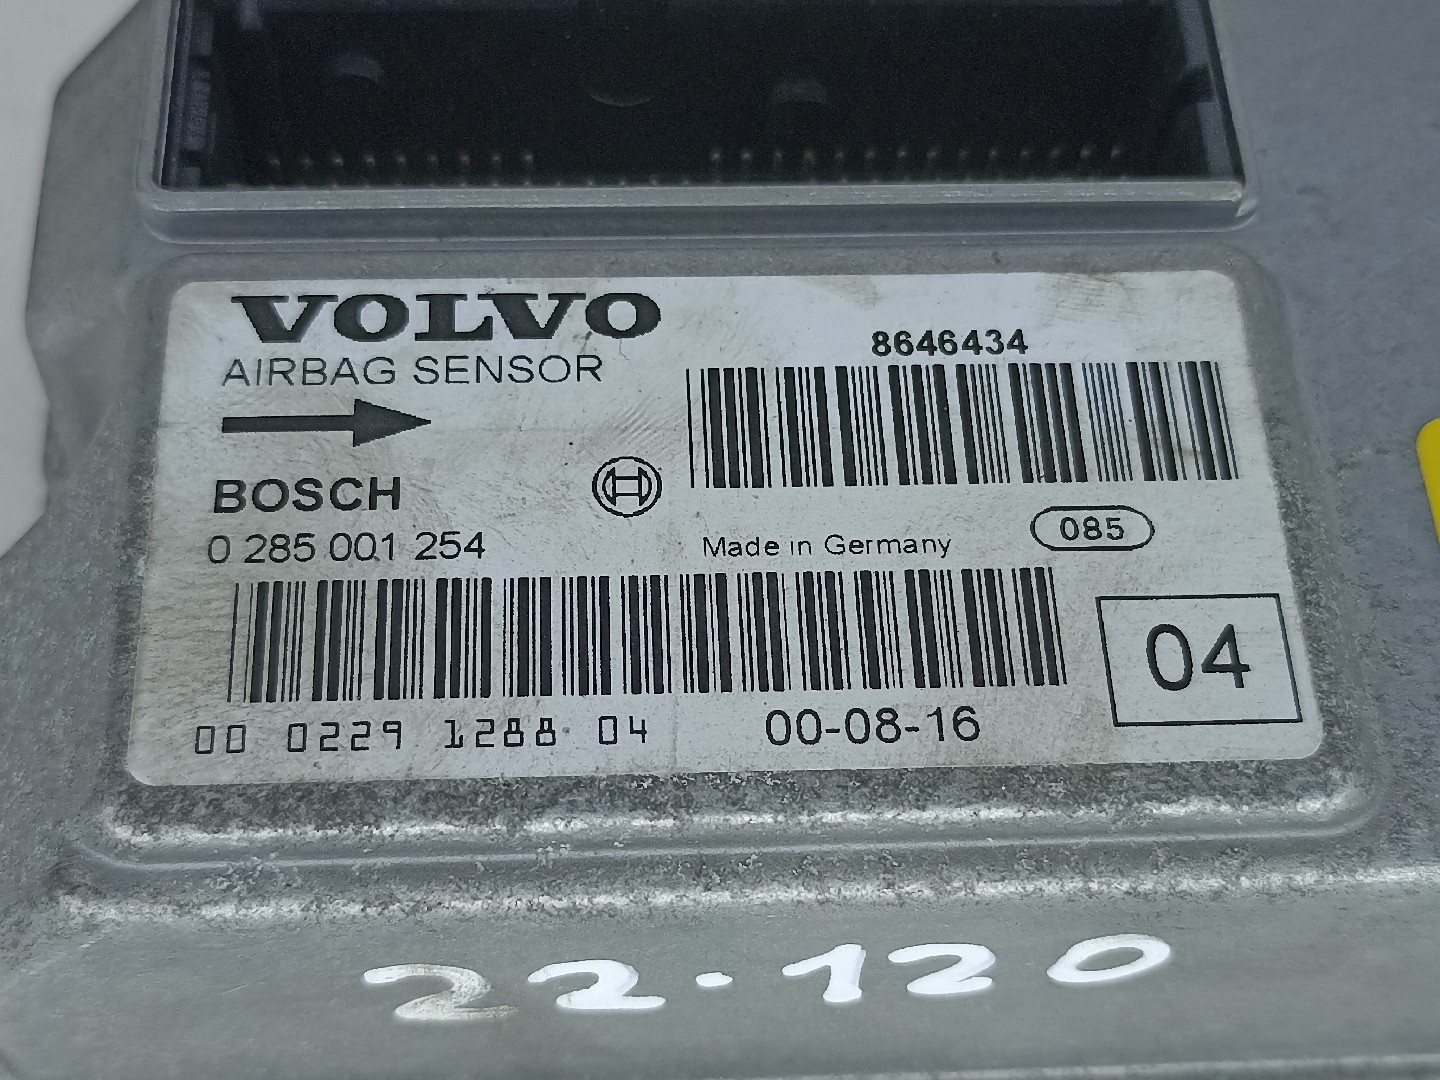 VOLVO
AIRBAG SENSOR
8646434
BOSCH
0 285 001 254
Made in Germany
085
04
00 0229 1288 04
00-08-16
22.120